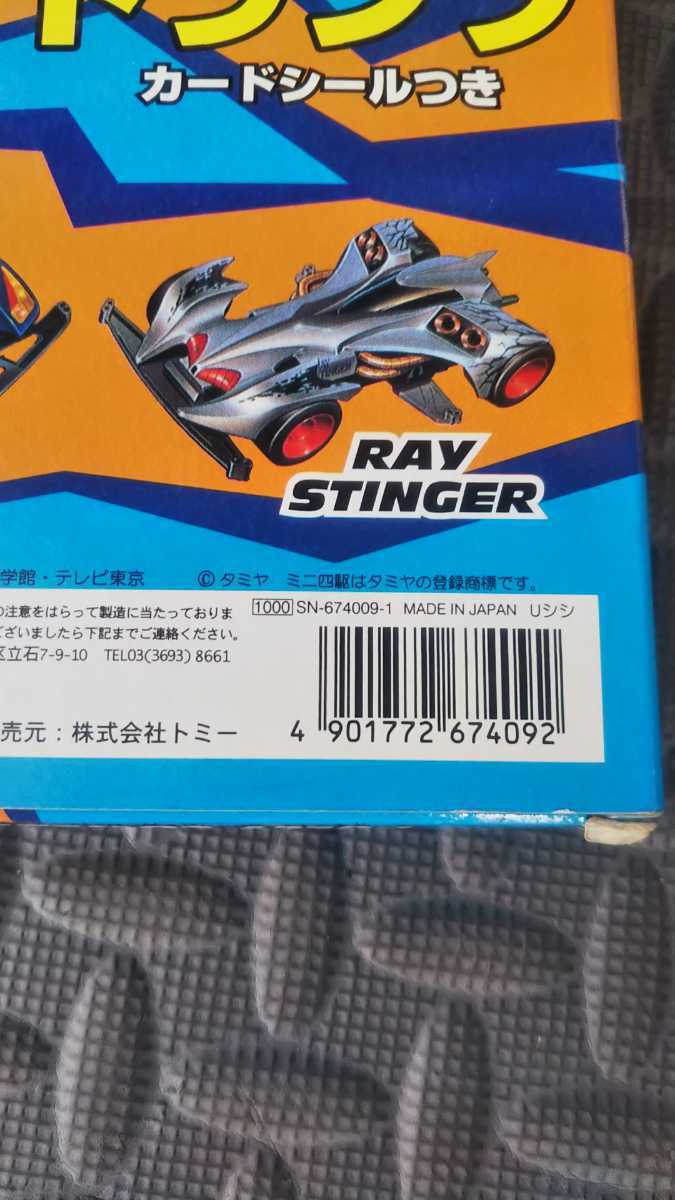 トランプ
カードシールつき
RAY
STINGER
学館・テレビ東京 © タミヤ ミニ四駆はタミヤの登録商標です。
の注意をはらって製造に当たっておりま
ございましたら下記までご連絡ください。
区立石7-9-10 TEL03(3693) 8661
売元：株式会社トミー
1000 SN-674009-1 MADE IN JAPAN Uシシ
4 901772 674092